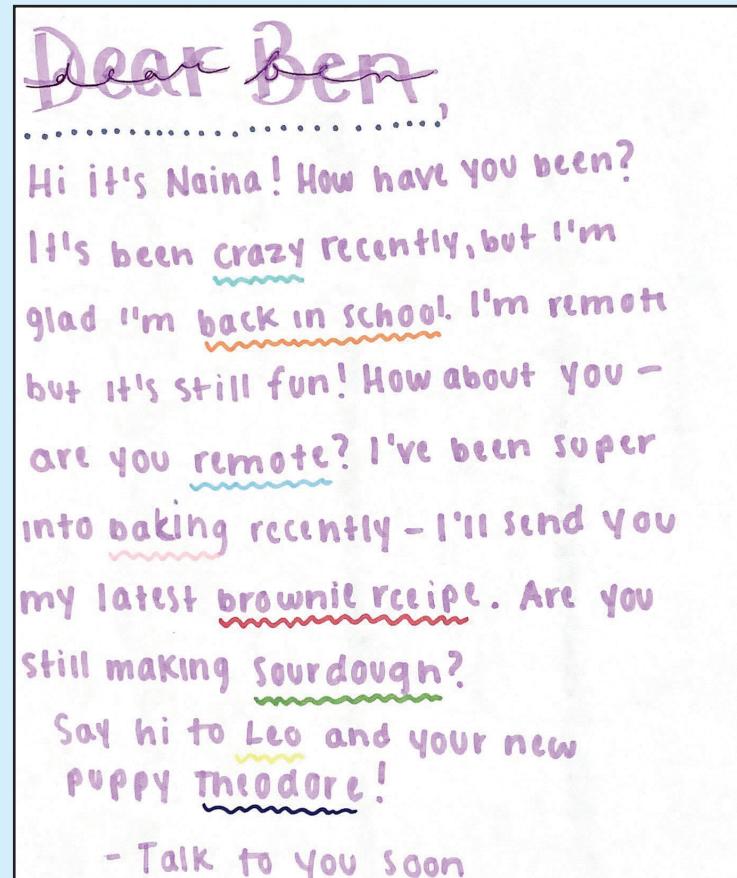 Dear Ben,
dear ben
Hi it's Naina! How have you been?
It's been crazy recently, but I'm
glad I'm back in school. I'm remote
but it's still fun! How about you –
are you remote? I've been super
into baking recently – I'll send you
my latest brownie rceipe. Are you
still making sourdough?
Say hi to Leo and your new
puppy Theodore!
- Talk to you soon